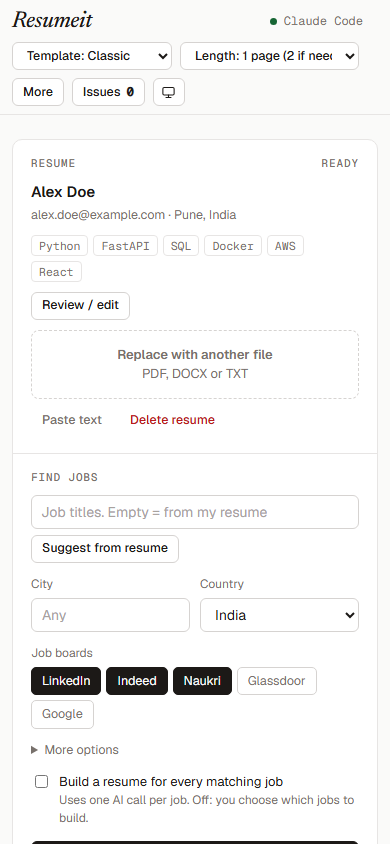 Resumeit
Claude Code
Template: Classic
Length: 1 page (2 if need
More
Issues 0
RESUME
READY
Alex Doe
alex.doe@example.com · Pune, India
Python FastAPI SQL Docker AWS
React
Review / edit
Replace with another file
PDF, DOCX or TXT
Paste text
Delete resume
FIND JOBS
Job titles. Empty = from my resume
Suggest from resume
City
Country
Any
India
Job boards
LinkedIn Indeed Naukri Glassdoor
Google
More options
Build a resume for every matching job
Uses one AI call per job. Off: you choose which jobs to
build.